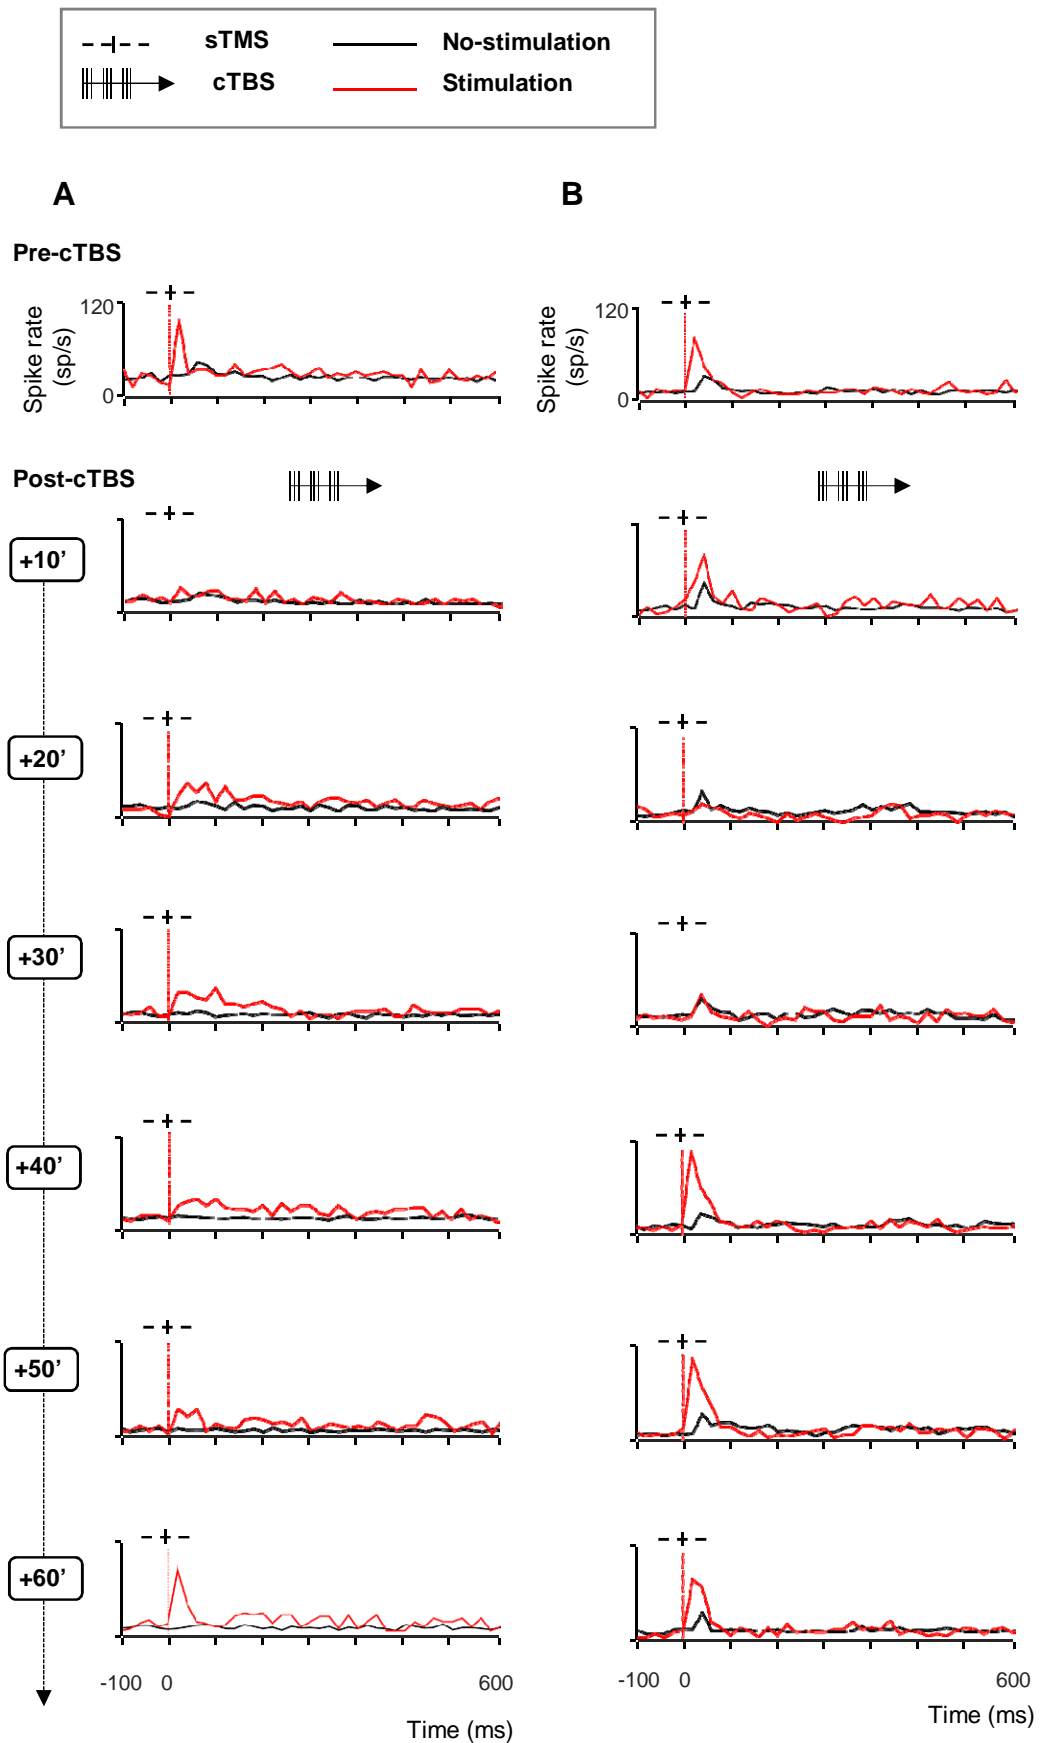 sTMS No-stimulation
cTBS Stimulation
A B
Pre-cTBS
120
Spike rate
(sp/s)
0
120
Spike rate
(sp/s)
0
Post-cTBS
+10’
+20’
+30’
+40’
+50’
+60’
-100 0 600
Time (ms)
-100 0 600
Time (ms)